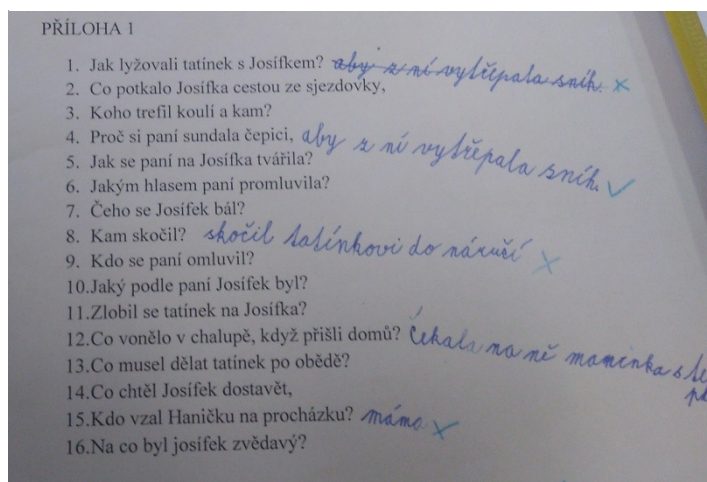 PŘÍLOHA 1
1. Jak lyžovali tatínek s Josífkem? aby z ní vytřepala sníh.
2. Co potkalo Josífka cestou ze sjezdovky,
3. Koho trefil koulí a kam?
4. Proč si paní sundala čepici, aby z ní vytřepala sníh.
5. Jak se paní na Josífka tvářila?
6. Jakým hlasem paní promluvila?
7. Čeho se Josífek bál?
8. Kam skočil? skočil tatínkovi do náručí
9. Kdo se paní omluvil?
10.Jaký podle paní Josífek byl?
11.Zlobil se tatínek na Josífka?
12.Co vonělo v chalupě, když přišli domů? Čekala na ně maminka s
13.Co musel dělat tatínek po obědě?
14.Co chtěl Josífek dostavět,
15.Kdo vzal Haničku na procházku? máma
16.Na co byl josífek zvědavý?